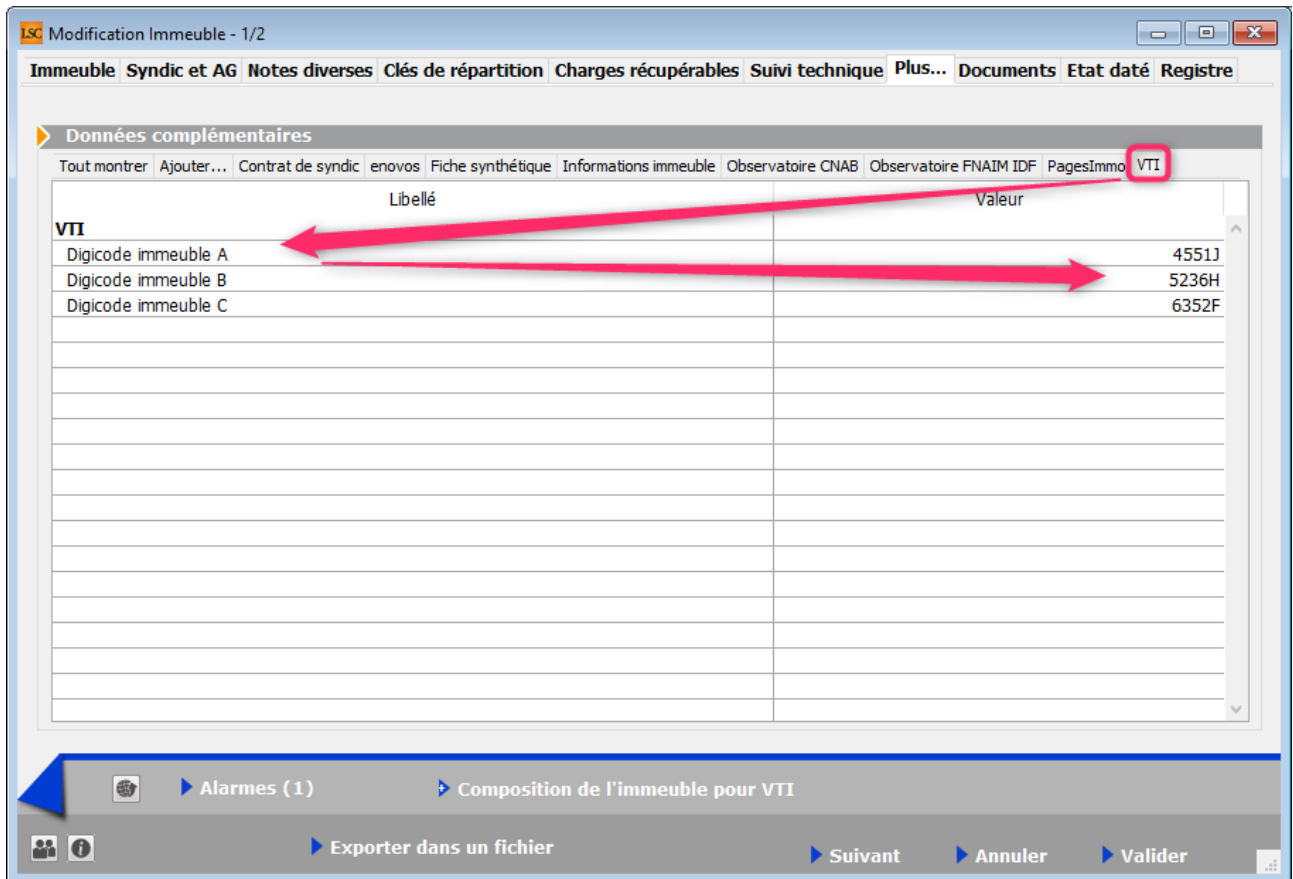 LSC Modification Immeuble - 1/2
Immeuble Syndic et AG Notes diverses Clés de répartition Charges récupérables Suivi technique Plus... Documents Etat daté Registre
Données complémentaires
Tout montrer Ajouter... Contrat de syndic enovos Fiche synthétique Informations immeuble Observatoire CNAB Observatoire FNAIM IDF PagesImmo VTI
Libellé Valeur
VTI
Digicode immeuble A 4551J
Digicode immeuble B 5236H
Digicode immeuble C 6352F
Alarmes (1) Composition de l'immeuble pour VTI
Exporter dans un fichier Suivant Annuler Valider